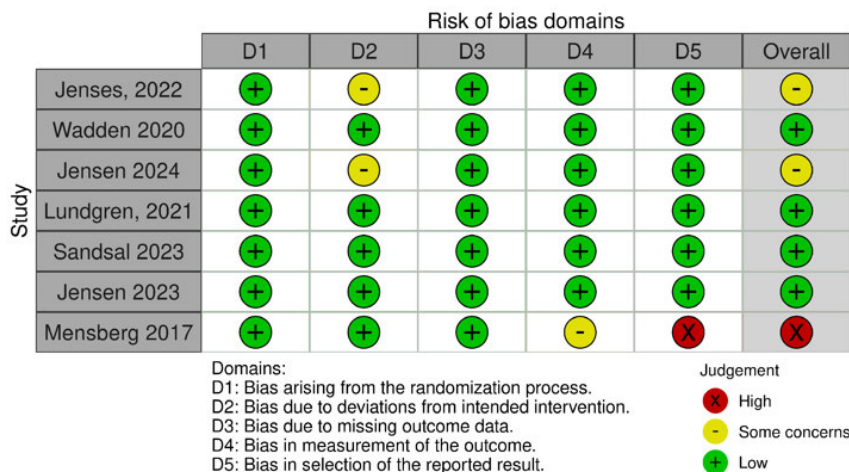 Risk of bias domains
D1 D2 D3 D4 D5 Overall
Study
Jenses, 2022 + - + + + -
Wadden 2020 + + + + + +
Jensen 2024 + - + + + -
Lundgren, 2021 + + + + + +
Sandsal 2023 + + + + + +
Jensen 2023 + + + + + +
Mensberg 2017 + + + - X X
Domains:
D1: Bias arising from the randomization process.
D2: Bias due to deviations from intended intervention.
D3: Bias due to missing outcome data.
D4: Bias in measurement of the outcome.
D5: Bias in selection of the reported result.
Judgement
X High
- Some concerns
+ Low